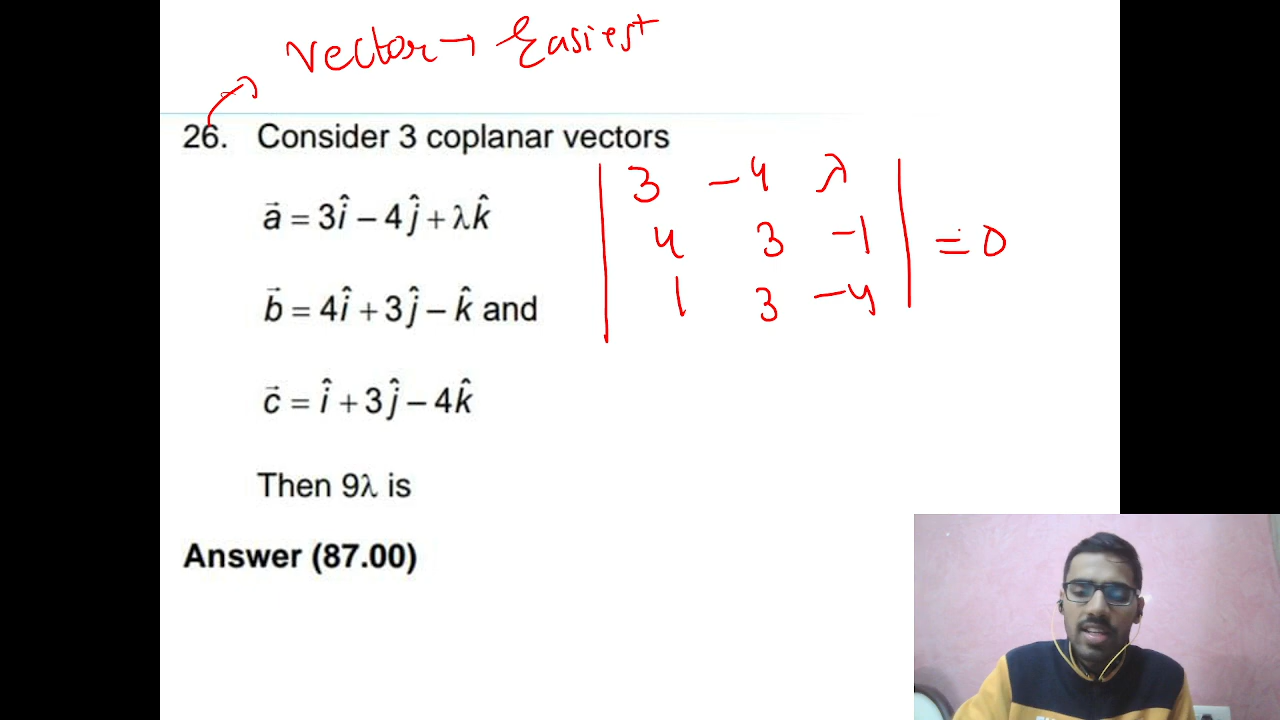 Vector → Easiest
26. Consider 3 coplanar vectors
a⃗ = 3î − 4ĵ + λk̂
b⃗ = 4î + 3ĵ − k̂ and
c⃗ = î + 3ĵ − 4k̂
Then 9λ is
Answer (87.00)
3 −4 λ
4 3 −1 = 0
1 3 −4